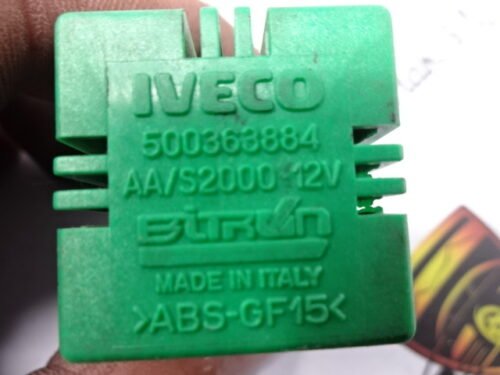 IVECO
500363884
AA/S2000 12V
BITRON
MADE IN ITALY
>ABS-GF15<